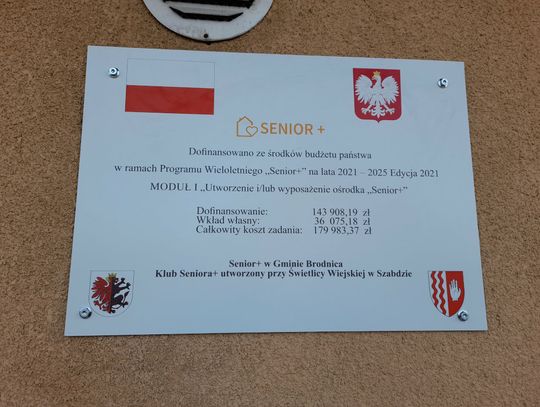 SENIOR +
Dofinansowano ze środków budżetu państwa
w ramach Programu Wieloletniego „Senior+” na lata 2021 – 2025 Edycja 2021
MODUŁ I „Utworzenie i/lub wyposażenie ośrodka „Senior+”
Dofinansowanie: 143 908,19 zł
Wkład własny: 36 075,18 zł
Całkowity koszt zadania: 179 983,37 zł
Senior+ w Gminie Brodnica
Klub Seniora+ utworzony przy Świetlicy Wiejskiej w Szabdzie